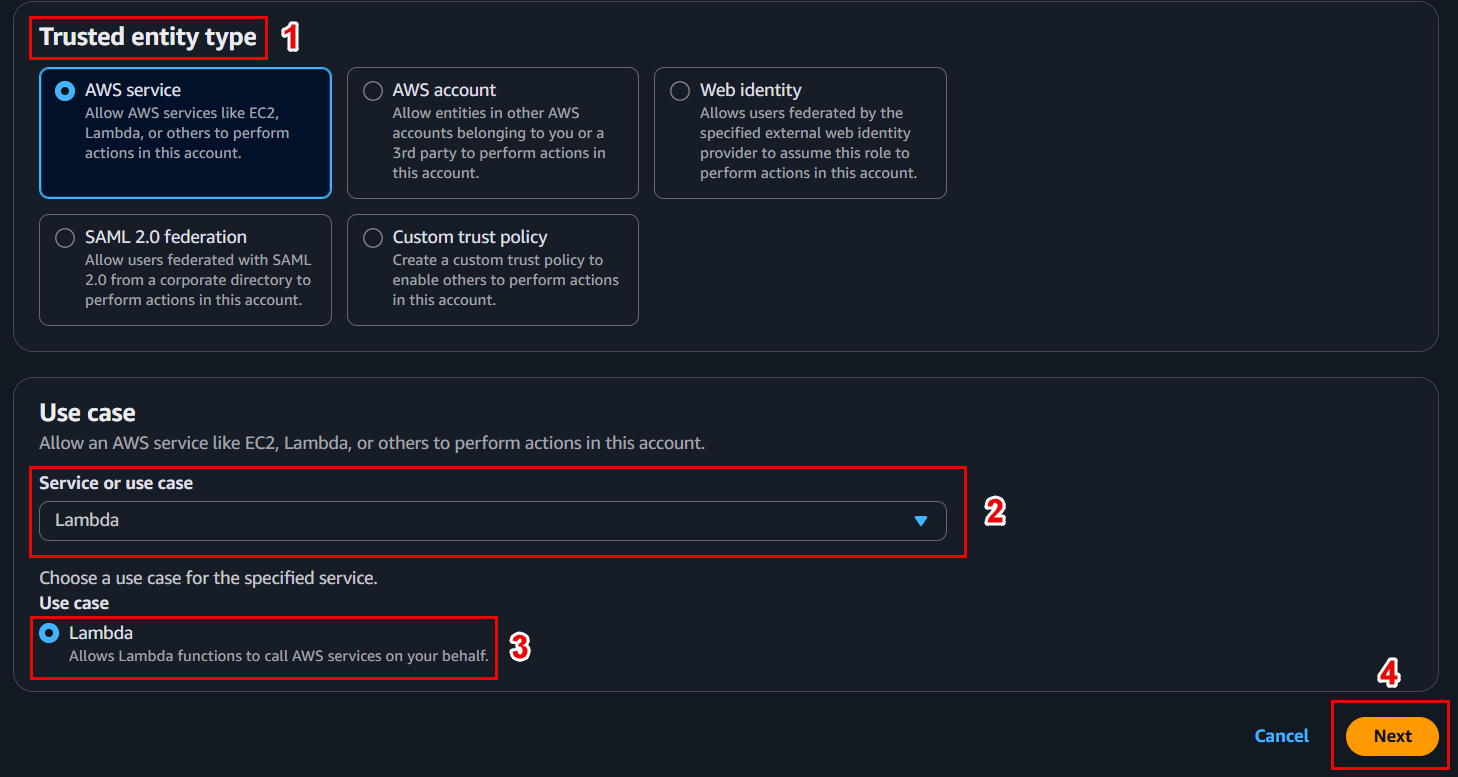 Trusted entity type
1
AWS service
Allow AWS services like EC2,
Lambda, or others to perform
actions in this account.
AWS account
Allow entities in other AWS
accounts belonging to you or a
3rd party to perform actions in
this account.
Web identity
Allows users federated by the
specified external web identity
provider to assume this role to
perform actions in this account.
SAML 2.0 federation
Allow users federated with SAML
2.0 from a corporate directory to
perform actions in this account.
Custom trust policy
Create a custom trust policy to
enable others to perform actions
in this account.
Use case
Allow an AWS service like EC2, Lambda, or others to perform actions in this account.
Service or use case
Lambda
2
Choose a use case for the specified service.
Use case
Lambda
Allows Lambda functions to call AWS services on your behalf.
3
4
Cancel
Next